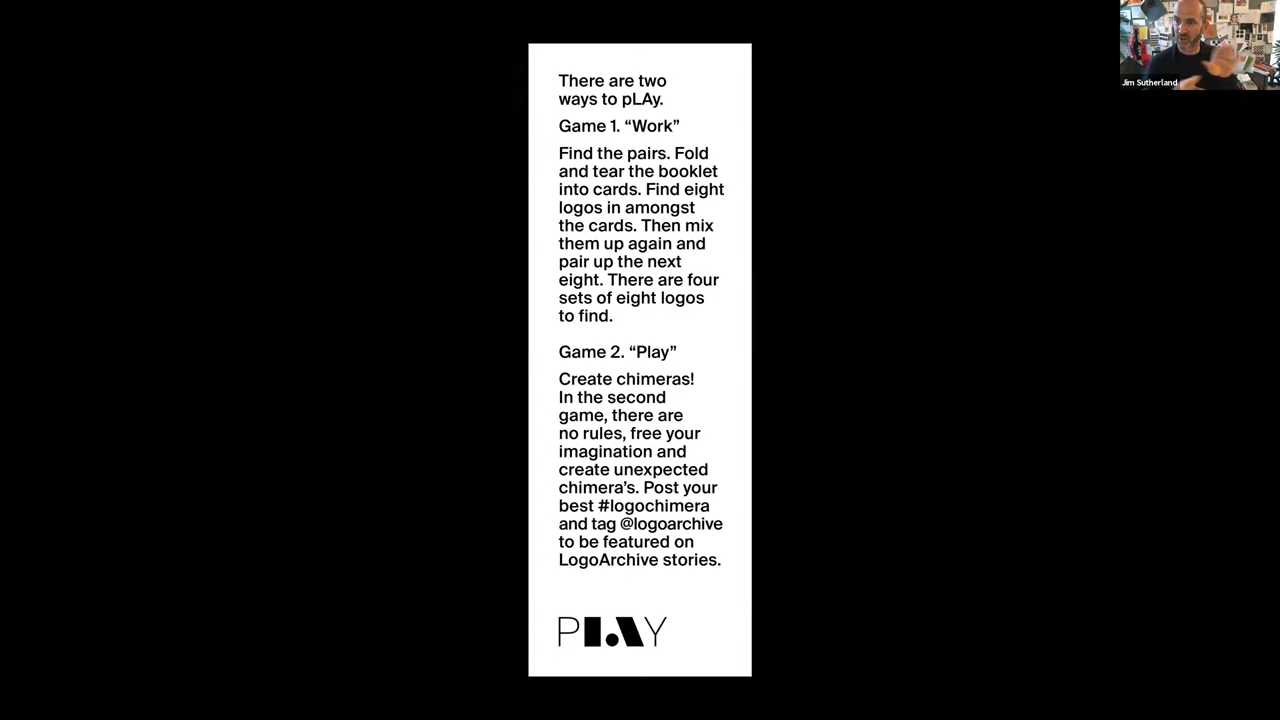 There are two
ways to pLAy.
Game 1. “Work”
Find the pairs. Fold
and tear the booklet
into cards. Find eight
logos in amongst
the cards. Then mix
them up again and
pair up the next
eight. There are four
sets of eight logos
to find.
Game 2. “Play”
Create chimeras!
In the second
game, there are
no rules, free your
imagination and
create unexpected
chimera’s. Post your
best #logochimera
and tag @logoarchive
to be featured on
LogoArchive stories.
PLAY
Jim Sutherland